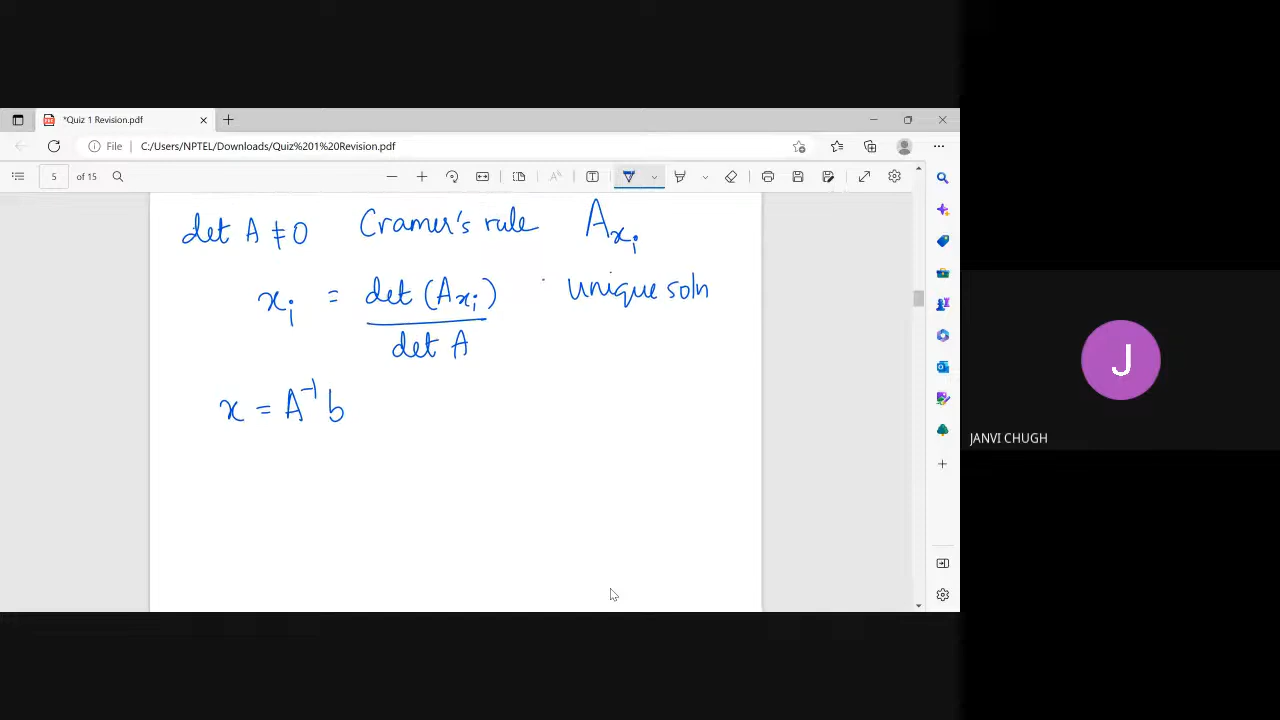 *Quiz 1 Revision.pdf
File C:/Users/NPTEL/Downloads/Quiz%201%20Revision.pdf
5 of 15
det A ≠ 0 Cramer's rule A_{x_i}
x_i = det (A_{x_i}) / det A unique soln
x = A^{-1} b
J
JANVI CHUGH